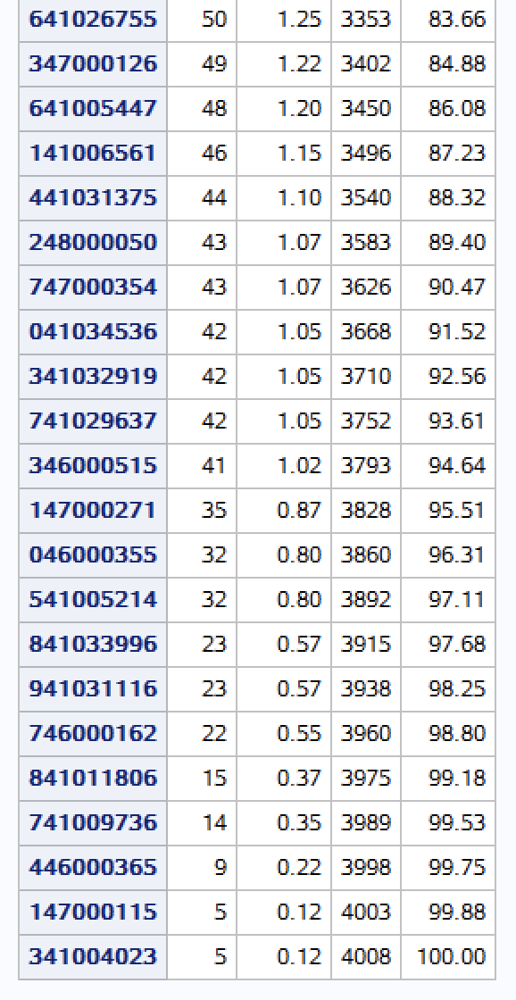 641026755 50 1.25 3353 83.66
347000126 49 1.22 3402 84.88
641005447 48 1.20 3450 86.08
141006561 46 1.15 3496 87.23
441031375 44 1.10 3540 88.32
248000050 43 1.07 3583 89.40
747000354 43 1.07 3626 90.47
041034536 42 1.05 3668 91.52
341032919 42 1.05 3710 92.56
741029637 42 1.05 3752 93.61
346000515 41 1.02 3793 94.64
147000271 35 0.87 3828 95.51
046000355 32 0.80 3860 96.31
541005214 32 0.80 3892 97.11
841033996 23 0.57 3915 97.68
941031116 23 0.57 3938 98.25
746000162 22 0.55 3960 98.80
841011806 15 0.37 3975 99.18
741009736 14 0.35 3989 99.53
446000365 9 0.22 3998 99.75
147000115 5 0.12 4003 99.88
341004023 5 0.12 4008 100.00